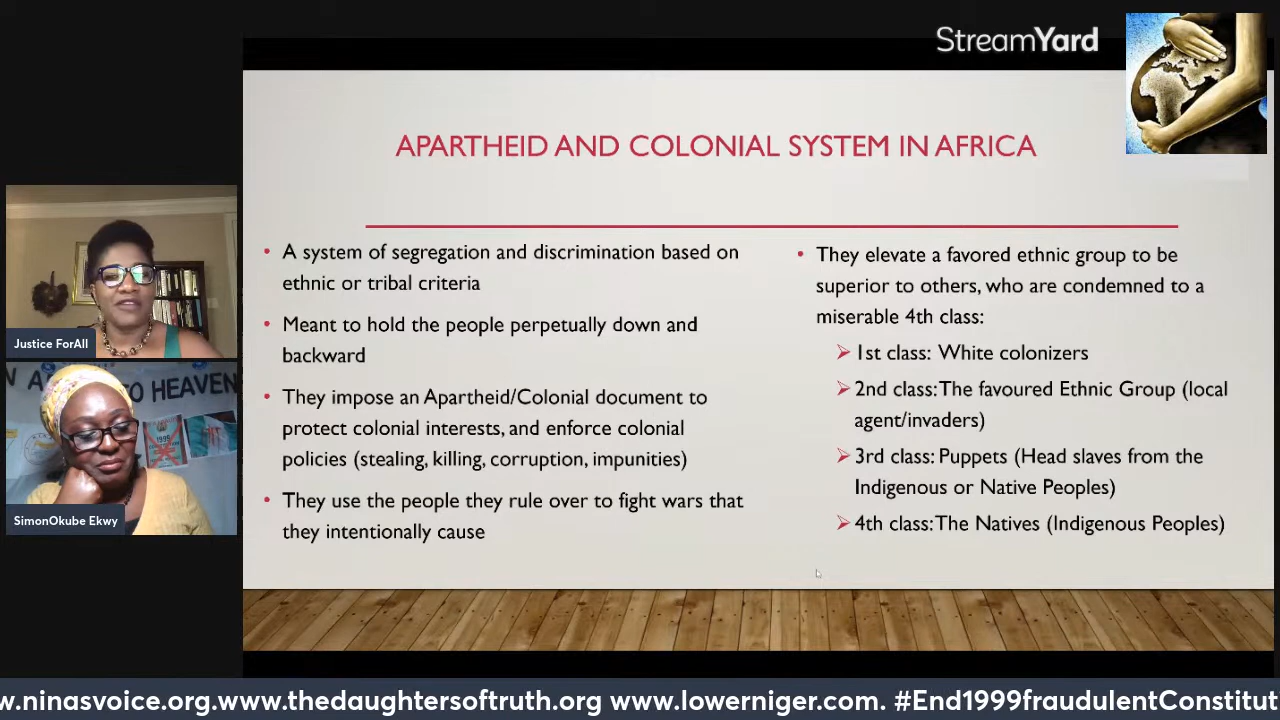 StreamYard
APARTHEID AND COLONIAL SYSTEM IN AFRICA
• A system of segregation and discrimination based on
ethnic or tribal criteria
• Meant to hold the people perpetually down and
backward
• They impose an Apartheid/Colonial document to
protect colonial interests, and enforce colonial
policies (stealing, killing, corruption, impunities)
• They use the people they rule over to fight wars that
they intentionally cause
• They elevate a favored ethnic group to be
superior to others, who are condemned to a
miserable 4th class:
➢ 1st class: White colonizers
➢ 2nd class: The favoured Ethnic Group (local
agent/invaders)
➢ 3rd class: Puppets (Head slaves from the
Indigenous or Native Peoples)
➢ 4th class: The Natives (Indigenous Peoples)
Justice ForAll
TO HEAVEN
SimonOkube Ekwy
w.ninasvoice.org.www.thedaughtersoftruth.org www.lowerniger.com. #End1999fraudulentConstitut